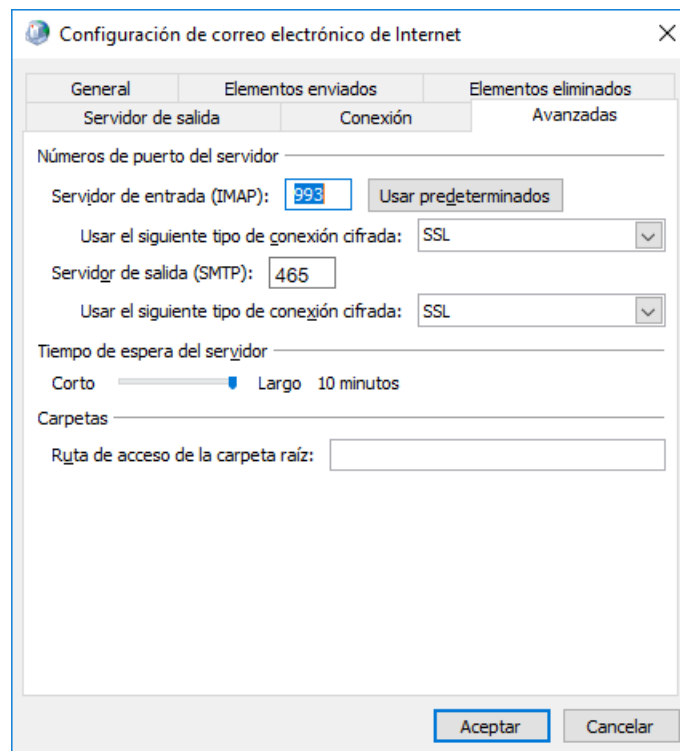 Configuración de correo electrónico de Internet
General Elementos enviados Elementos eliminados
Servidor de salida Conexión Avanzadas
Números de puerto del servidor
Servidor de entrada (IMAP): 993 Usar predeterminados
Usar el siguiente tipo de conexión cifrada: SSL
Servidor de salida (SMTP): 465
Usar el siguiente tipo de conexión cifrada: SSL
Tiempo de espera del servidor
Corto Largo 10 minutos
Carpetas
Ruta de acceso de la carpeta raíz:
Aceptar Cancelar